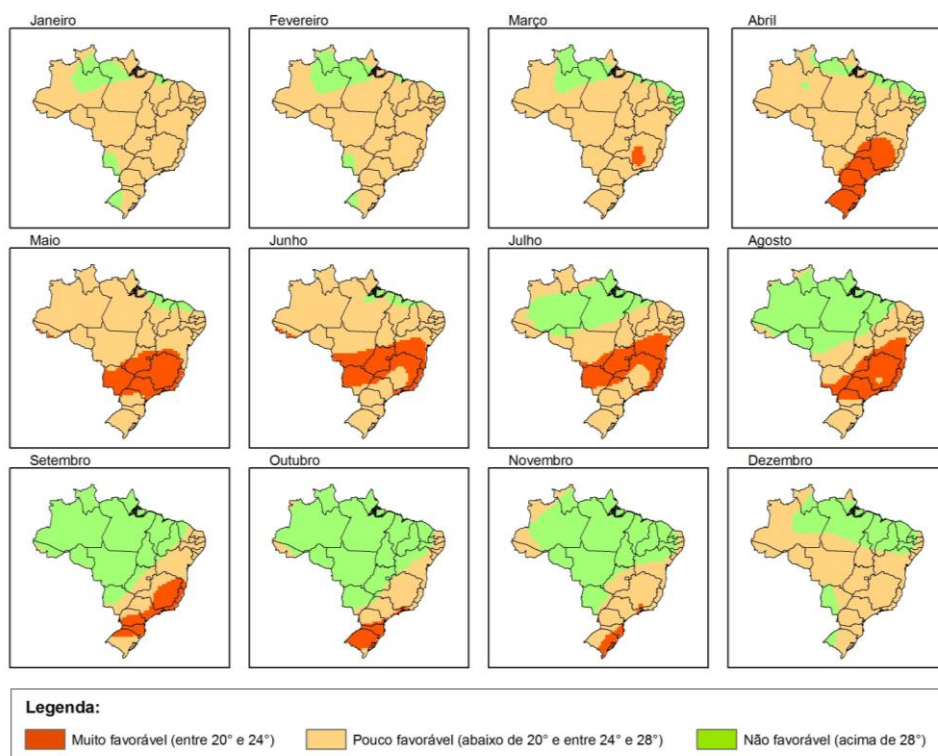 Janeiro
Fevereiro
Março
Abril
Maio
Junho
Julho
Agosto
Setembro
Outubro
Novembro
Dezembro
Legenda:
Muito favorável (entre 20° e 24°)
Pouco favorável (abaixo de 20° e entre 24° e 28°)
Não favorável (acima de 28°)